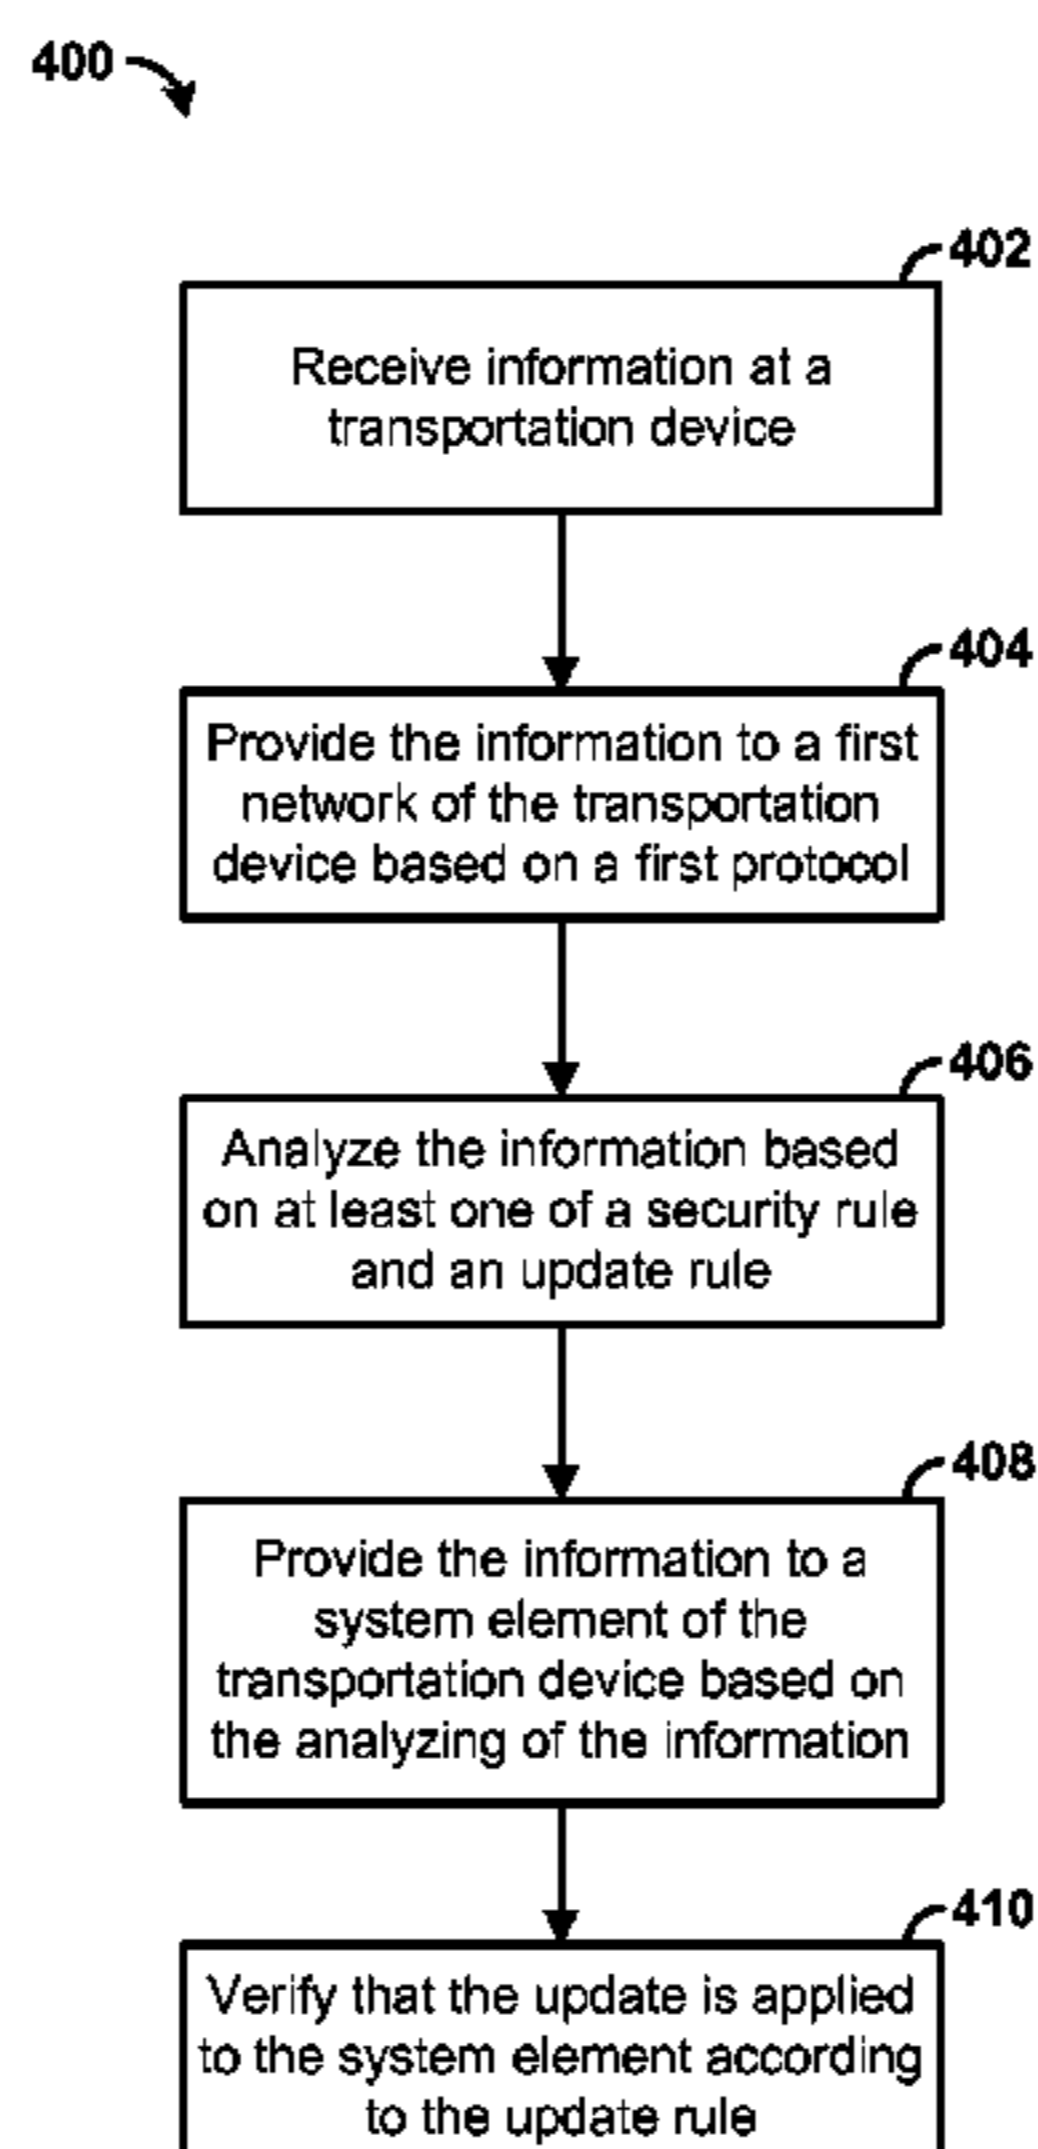 400
402
Receive information at a
transportation device
404
Provide the information to a first
network of the transportation
device based on a first protocol
406
Analyze the information based
on at least one of a security rule
and an update rule
408
Provide the information to a
system element of the
transportation device based on
the analyzing of the information
410
Verify that the update is applied
to the system element according
to the update rule